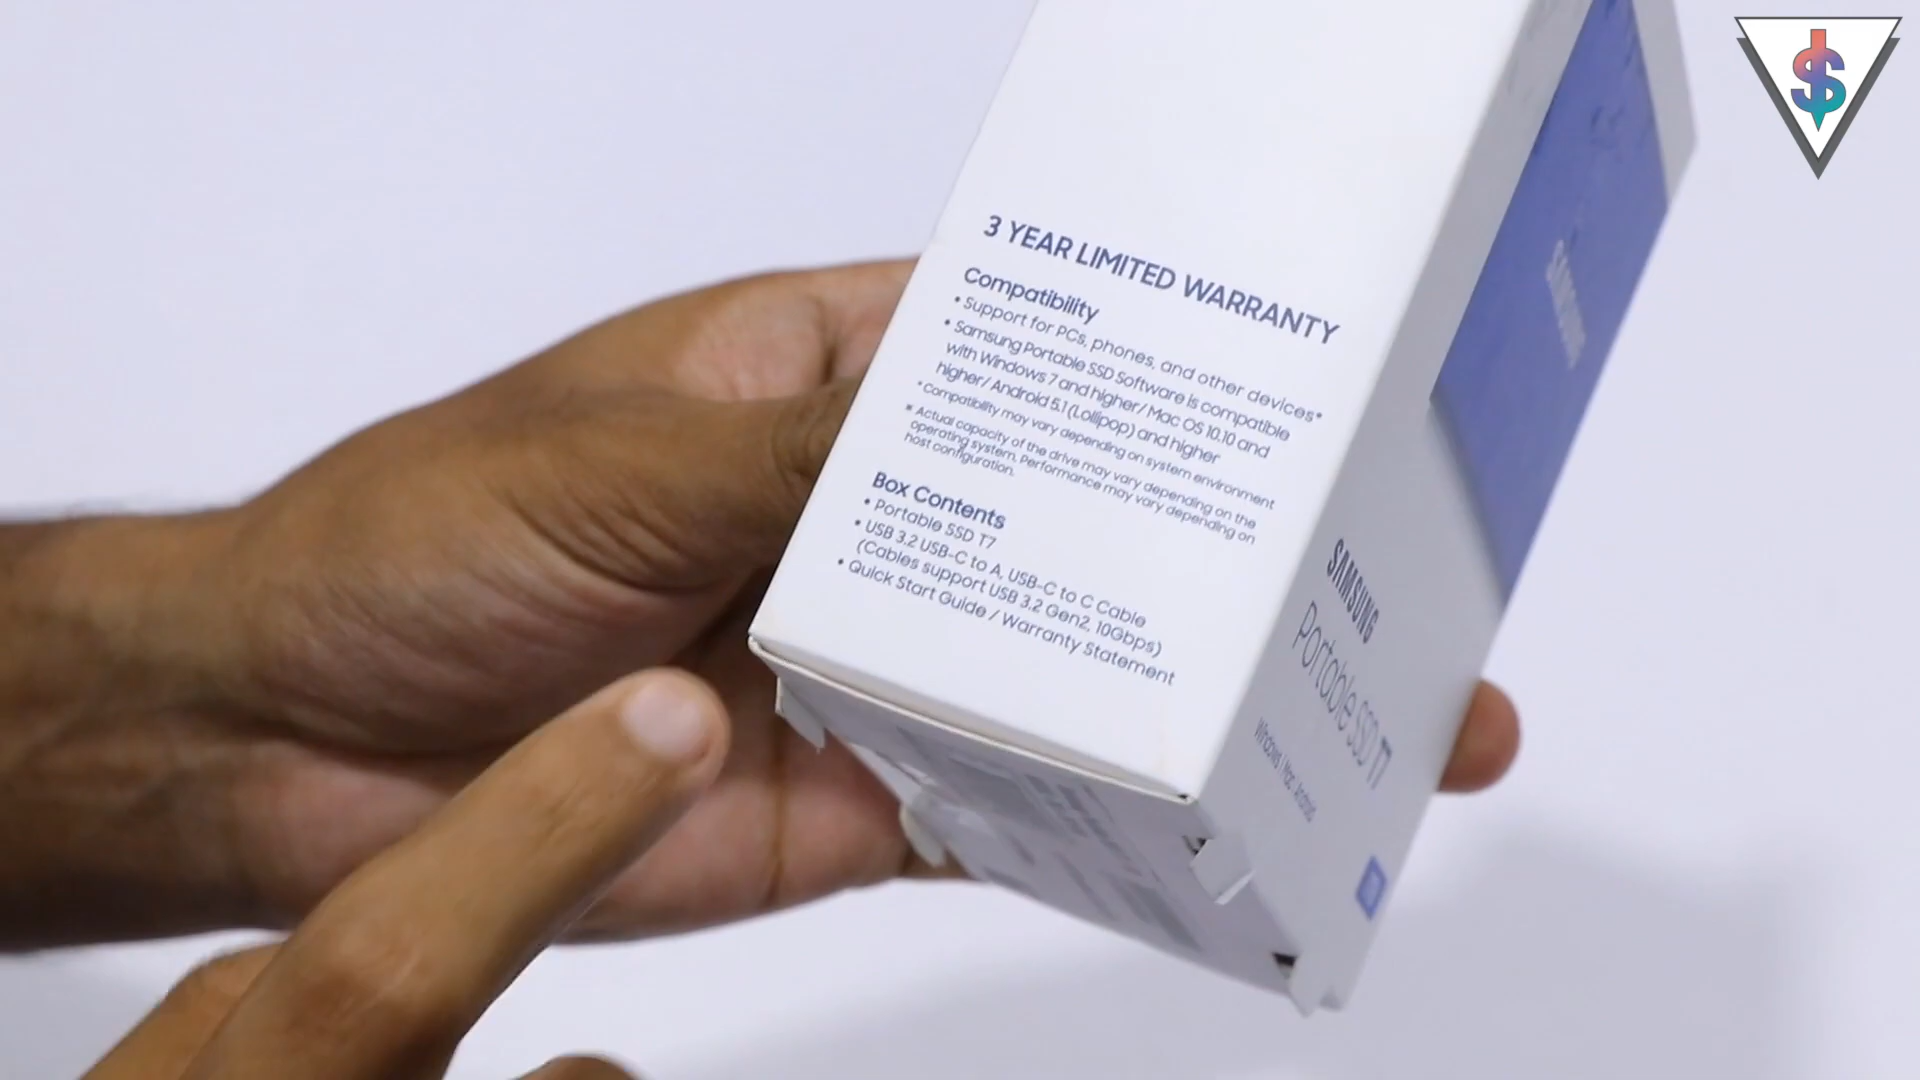 3 YEAR LIMITED WARRANTY
Compatibility
• Support for PCs, phones, and other devices*
• Samsung Portable SSD Software is compatible
with Windows 7 and higher/ Mac OS 10.10 and
higher/ Android 5.1 (Lollipop) and higher
* Compatibility may vary depending on system environment
※ Actual capacity of the drive may vary depending on the
operating system. Performance may vary depending on
host configuration.
Box Contents
• Portable SSD T7
• USB 3.2 USB-C to A, USB-C to C Cable
(Cables support USB 3.2 Gen2, 10Gbps)
• Quick Start Guide / Warranty Statement
SAMSUNG
SAMSUNG
Portable SSD T7
Windows / Mac, Android
$